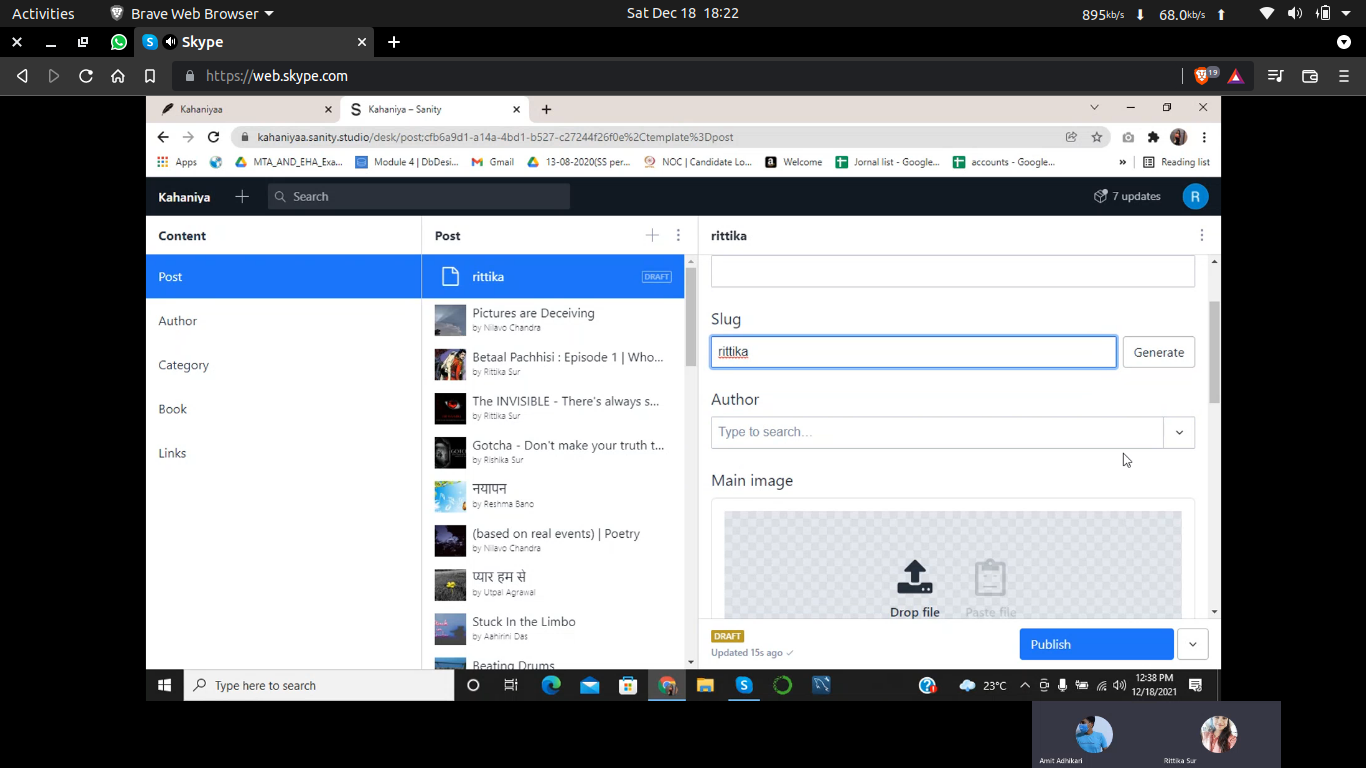 Activities
Brave Web Browser
Sat Dec 18 18:22
895kb/s
68.0kb/s
Skype
https://web.skype.com
19
Kahaniyaa
Kahaniya – Sanity
kahaniyaa.sanity.studio/desk/post;cfb6a9d1-a14a-4bd1-b527-c27244f26f0e%2Ctemplate%3Dpost
Apps
MTA_AND_EHA_Exa...
Module 4 | DbDesi...
Gmail
13-08-2020(SS per...
NOC | Candidate Lo...
Welcome
Jornal list - Google...
accounts - Google...
»
Reading list
Kahaniya
Search
7 updates
R
Content
Post
rittika
Post
rittika
DRAFT
Author
Category
Book
Links
Pictures are Deceiving
by Nilavo Chandra
Betaal Pachhisi : Episode 1 | Who...
by Rittika Sur
The INVISIBLE - There's always s...
by Rittika Sur
Gotcha - Don't make your truth t...
by Rishika Sur
नयापन
by Reshma Bano
(based on real events) | Poetry
by Nilavo Chandra
प्यार हम से
by Utpal Agrawal
Stuck In the Limbo
by Aahirini Das
Beating Drums
Slug
rittika
Generate
Author
Type to search...
Main image
Drop file
Paste file
DRAFT
Updated 15s ago
Publish
Type here to search
23°C
12:38 PM
12/18/2021
Amit Adhikari
Rittika Sur